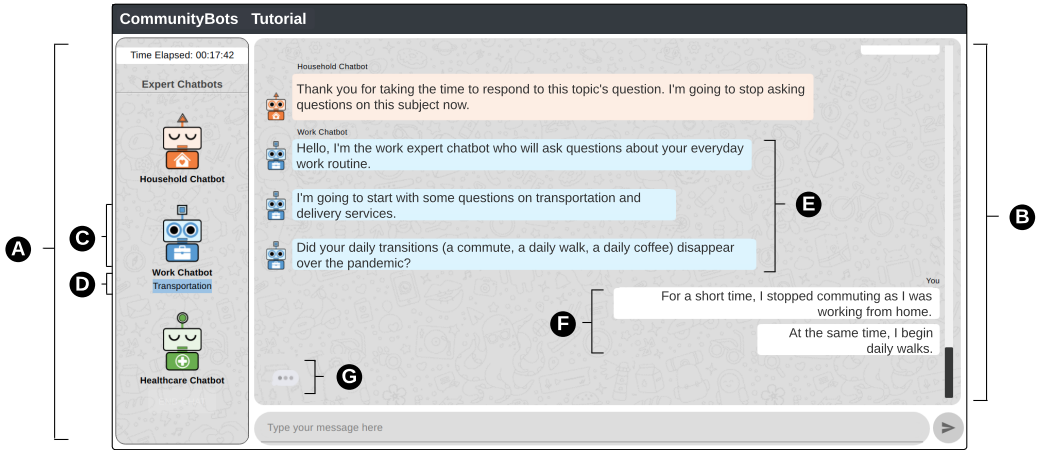 CommunityBots Tutorial
Time Elapsed: 00:17:42
Expert Chatbots
Household Chatbot
Work Chatbot
Transportation
Healthcare Chatbot
Household Chatbot
Thank you for taking the time to respond to this topic's question. I'm going to stop asking
questions on this subject now.
Work Chatbot
Hello, I'm the work expert chatbot who will ask questions about your everyday
work routine.
I'm going to start with some questions on transportation and
delivery services.
Did your daily transitions (a commute, a daily walk, a daily coffee) disappear
over the pandemic?
You
For a short time, I stopped commuting as I was
working from home.
At the same time, I begin
daily walks.
Type your message here
A
B
C
D
E
F
G